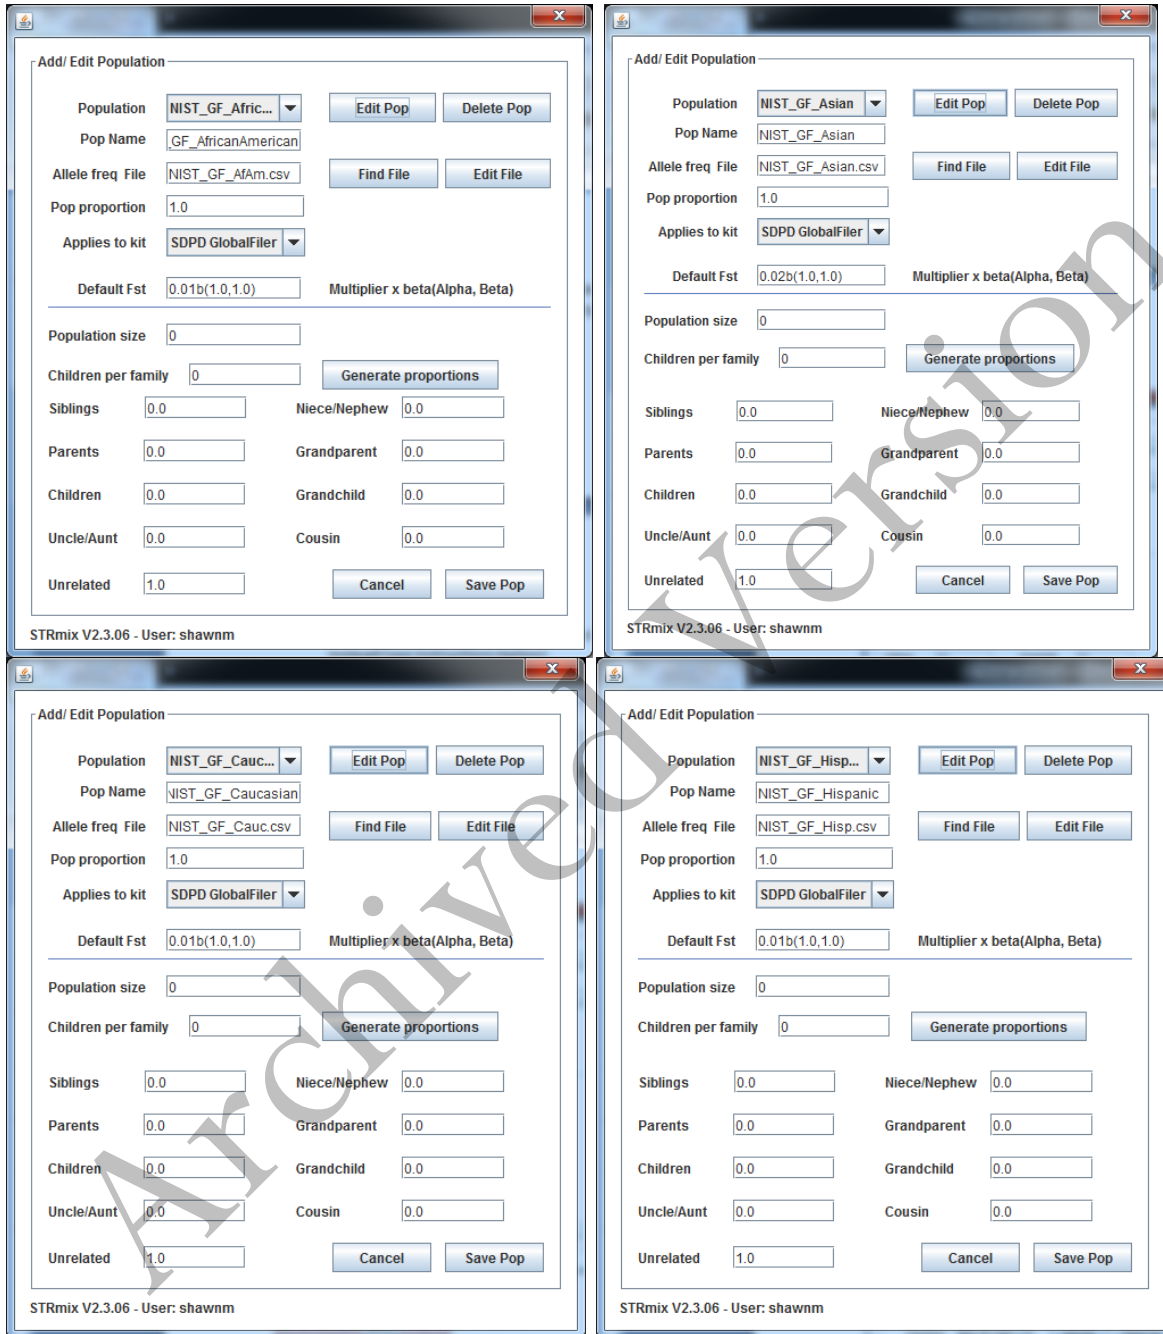 Add/ Edit Population
Population NIST_GF_Afric... Edit Pop Delete Pop
Pop Name _GF_AfricanAmerican
Allele freq File NIST_GF_AfAm.csv Find File Edit File
Pop proportion 1.0
Applies to kit SDPD GlobalFiler
Default Fst 0.01b(1.0,1.0) Multiplier x beta(Alpha, Beta)
Population size 0
Children per family 0 Generate proportions
Siblings 0.0 Niece/Nephew 0.0
Parents 0.0 Grandparent 0.0
Children 0.0 Grandchild 0.0
Uncle/Aunt 0.0 Cousin 0.0
Unrelated 1.0 Cancel Save Pop
STRmix V2.3.06 - User: shawnm
Add/ Edit Population
Population NIST_GF_Asian Edit Pop Delete Pop
Pop Name NIST_GF_Asian
Allele freq File NIST_GF_Asian.csv Find File Edit File
Pop proportion 1.0
Applies to kit SDPD GlobalFiler
Default Fst 0.02b(1.0,1.0) Multiplier x beta(Alpha, Beta)
Population size 0
Children per family 0 Generate proportions
Siblings 0.0 Niece/Nephew 0.0
Parents 0.0 Grandparent 0.0
Children 0.0 Grandchild 0.0
Uncle/Aunt 0.0 Cousin 0.0
Unrelated 1.0 Cancel Save Pop
STRmix V2.3.06 - User: shawnm
Add/ Edit Population
Population NIST_GF_Cauc... Edit Pop Delete Pop
Pop Name NIST_GF_Caucasian
Allele freq File NIST_GF_Cauc.csv Find File Edit File
Pop proportion 1.0
Applies to kit SDPD GlobalFiler
Default Fst 0.01b(1.0,1.0) Multiplier x beta(Alpha, Beta)
Population size 0
Children per family 0 Generate proportions
Siblings 0.0 Niece/Nephew 0.0
Parents 0.0 Grandparent 0.0
Children 0.0 Grandchild 0.0
Uncle/Aunt 0.0 Cousin 0.0
Unrelated 1.0 Cancel Save Pop
STRmix V2.3.06 - User: shawnm
Add/ Edit Population
Population NIST_GF_Hisp... Edit Pop Delete Pop
Pop Name NIST_GF_Hispanic
Allele freq File NIST_GF_Hisp.csv Find File Edit File
Pop proportion 1.0
Applies to kit SDPD GlobalFiler
Default Fst 0.01b(1.0,1.0) Multiplier x beta(Alpha, Beta)
Population size 0
Children per family 0 Generate proportions
Siblings 0.0 Niece/Nephew 0.0
Parents 0.0 Grandparent 0.0
Children 0.0 Grandchild 0.0
Uncle/Aunt 0.0 Cousin 0.0
Unrelated 1.0 Cancel Save Pop
STRmix V2.3.06 - User: shawnm
Archived Version